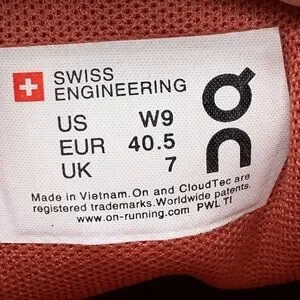 SWISS
ENGINEERING
US W9
EUR 40.5
UK 7
On
Made in Vietnam. On and CloudTec are
registered trademarks. Worldwide patents.
www.on-running.com PWL TI